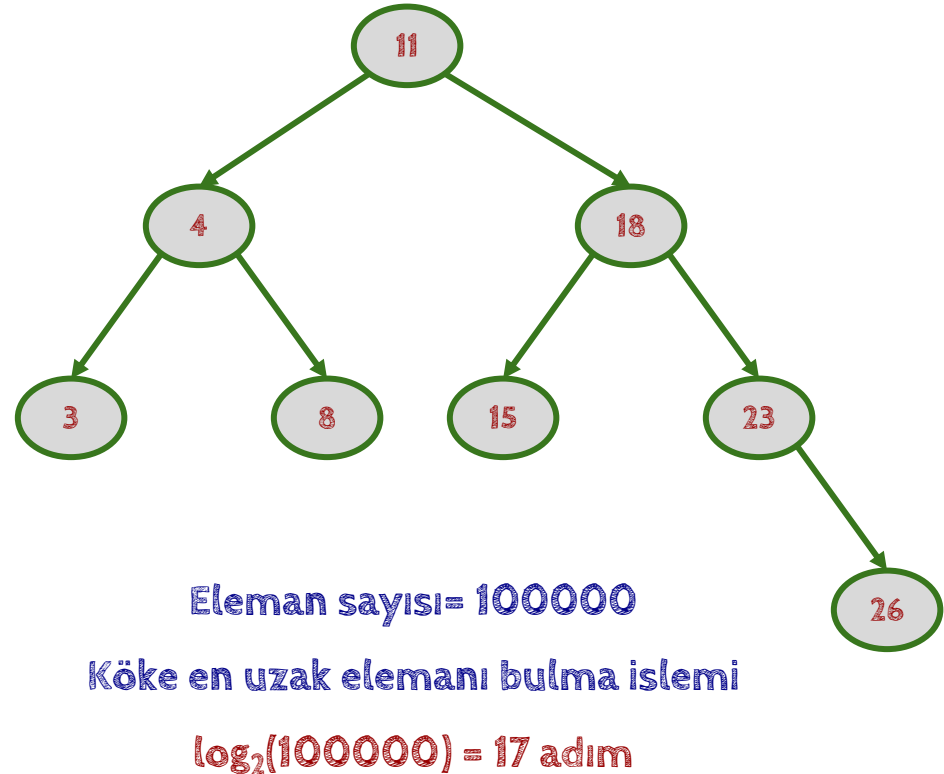 11
4
18
3
8
15
23
26
Eleman sayısı= 100000
Köke en uzak elemanı bulma islemi
log₂(100000) = 17 adım